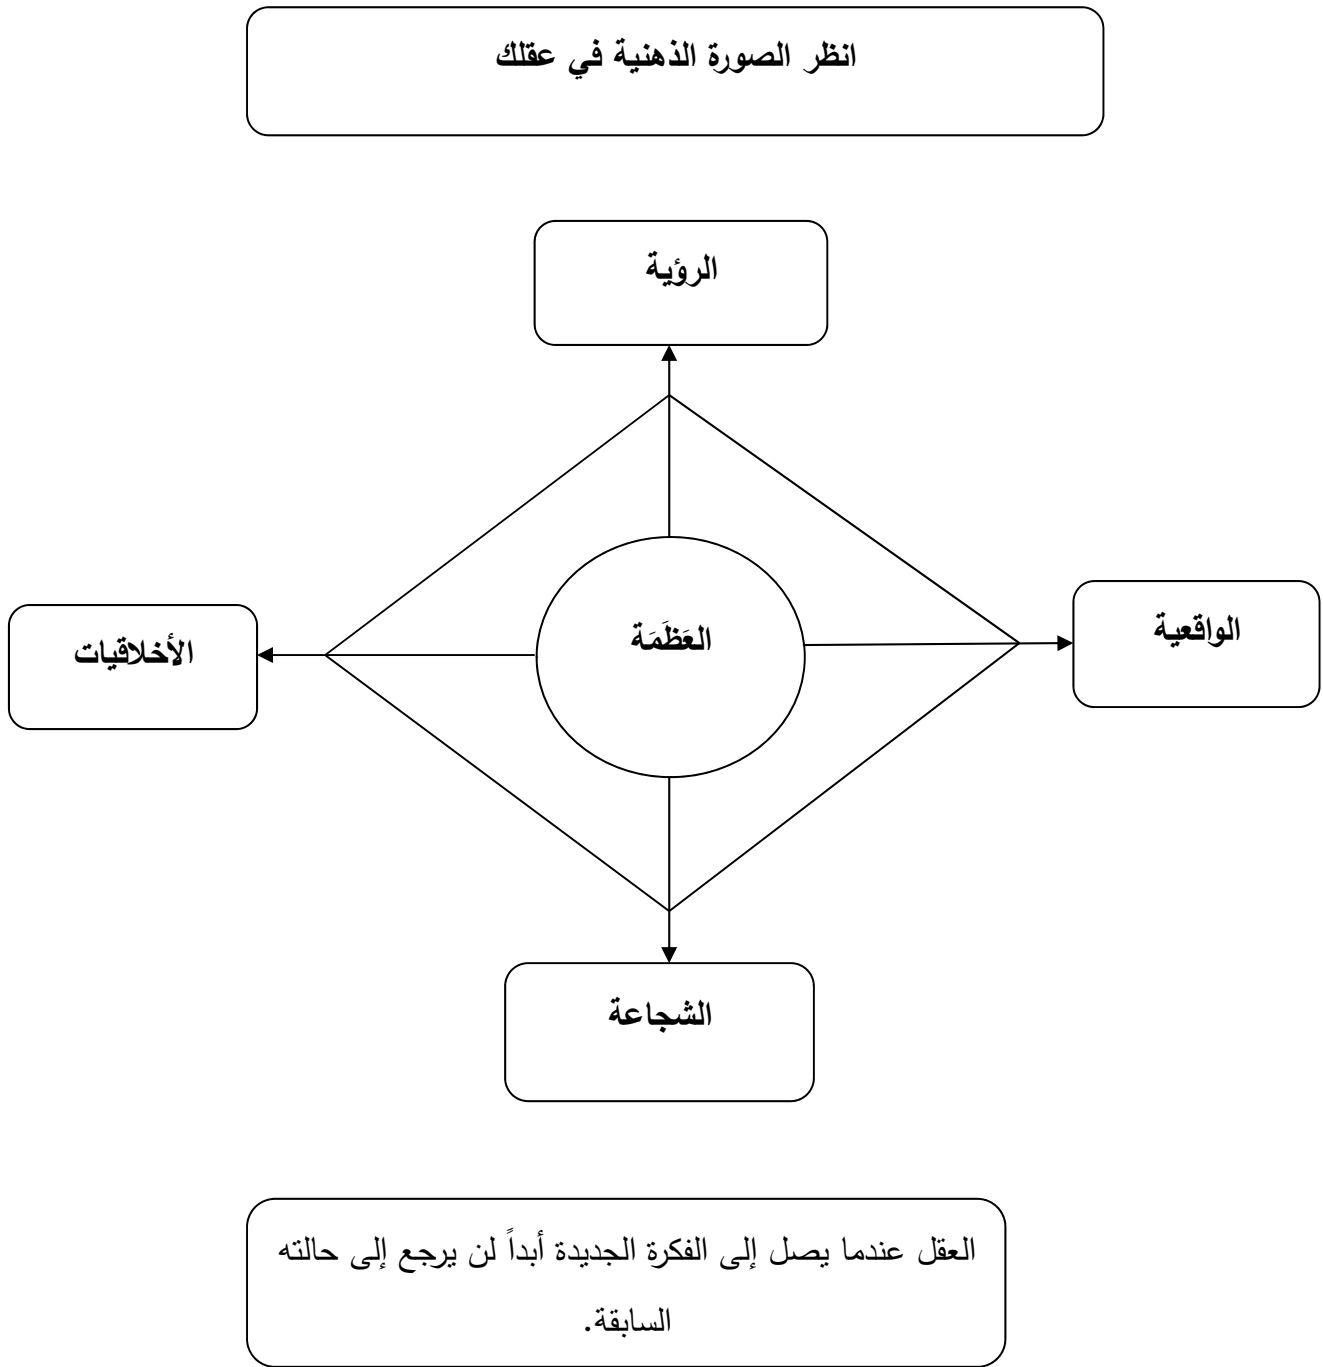 انظر الصورة الذهنية في عقلك
الرؤية
الواقعية
العَظَمَة
الأخلاقيات
الشجاعة
العقل عندما يصل إلى الفكرة الجديدة أبداً لن يرجع إلى حالته
السابقة.